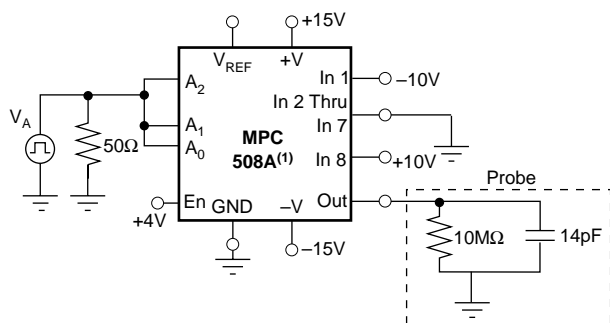 +15V
VREF
+V
In 1
–10V
A2
In 2 Thru
VA
In 7
A1
MPC
50Ω
A0
508A(1)
In 8
+10V
Probe
En
GND
–V
Out
+4V
–15V
10MΩ
14pF